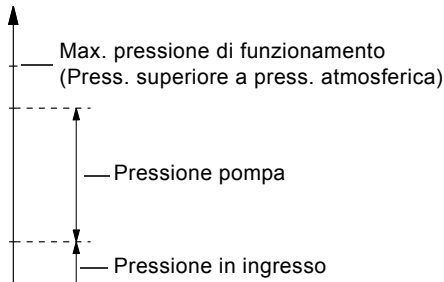 Max. pressione di funzionamento
(Press. superiore a press. atmosferica)
Pressione pompa
Pressione in ingresso